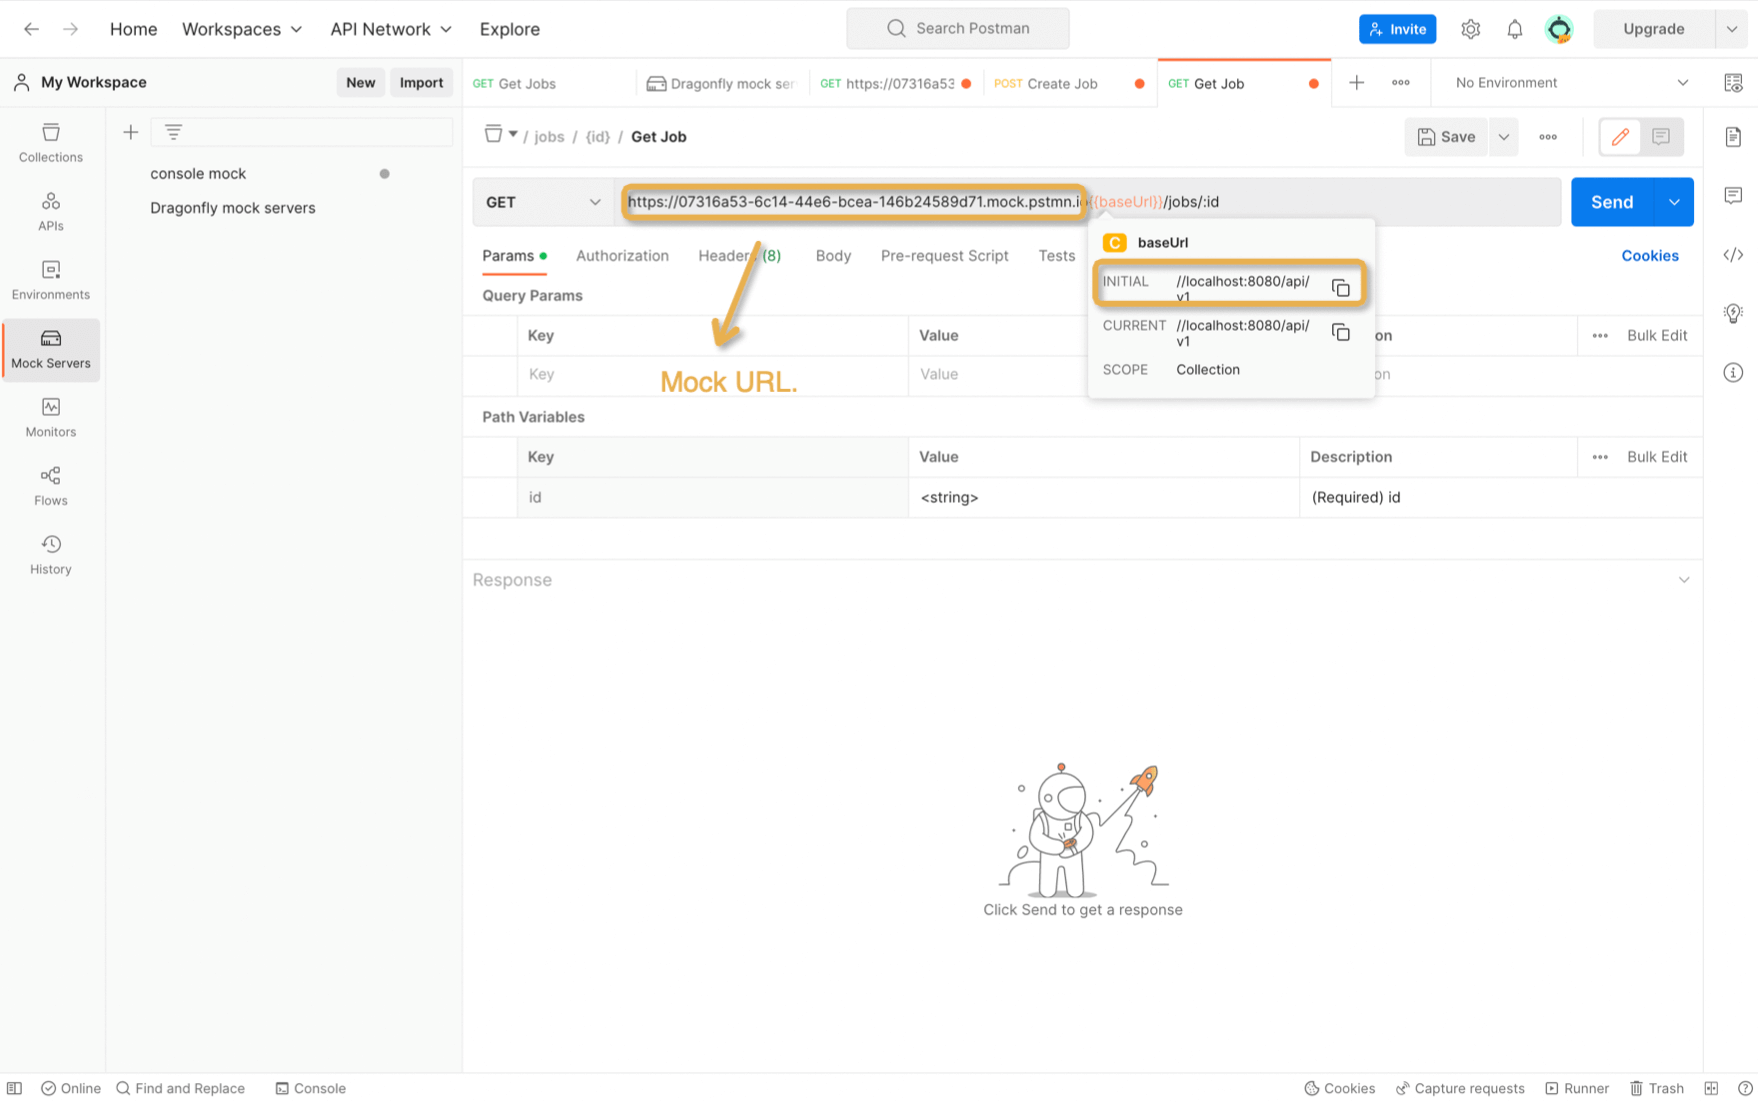 Home Workspaces API Network Explore Search Postman Invite Upgrade
My Workspace New Import GET Get Jobs Dragonfly mock ser GET https://07316a53 POST Create Job GET Get Job No Environment
/ jobs / {id} / Get Job Save
Collections
APIs
Environments
Mock Servers
Monitors
Flows
History
console mock
Dragonfly mock servers
GET https://07316a53-6c14-44e6-bcea-146b24589d71.mock.pstmn.io{{baseUrl}}/jobs/:id Send
Params Authorization Headers (8) Body Pre-request Script Tests Cookies
C baseUrl
INITIAL //localhost:8080/api/
v1
CURRENT //localhost:8080/api/
v1
SCOPE Collection
Query Params
Key Value on Bulk Edit
Key Value on
Mock URL.
Path Variables
Key Value Description Bulk Edit
id <string> (Required) id
Response
Click Send to get a response
Online Find and Replace Console Cookies Capture requests Runner Trash